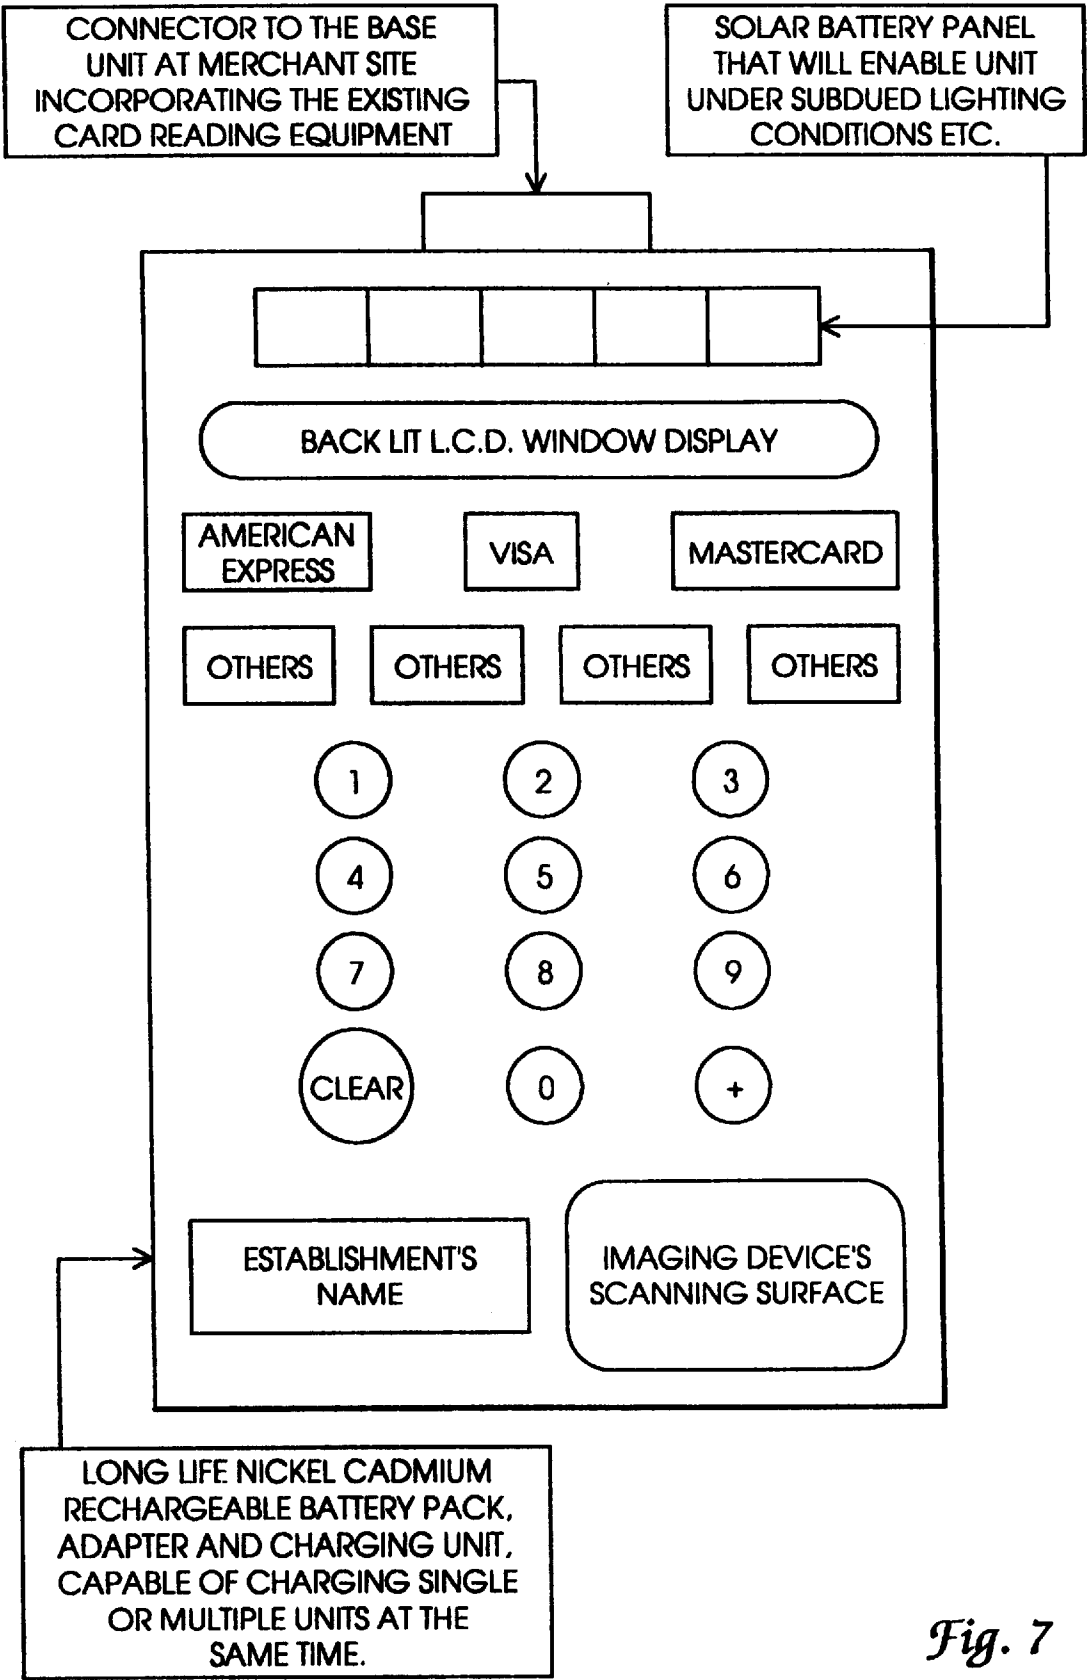 CONNECTOR TO THE BASE
UNIT AT MERCHANT SITE
INCORPORATING THE EXISTING
CARD READING EQUIPMENT
SOLAR BATTERY PANEL
THAT WILL ENABLE UNIT
UNDER SUBDUED LIGHTING
CONDITIONS ETC.
BACK LIT L.C.D. WINDOW DISPLAY
AMERICAN
EXPRESS
VISA
MASTERCARD
OTHERS OTHERS OTHERS OTHERS
1 2 3
4 5 6
7 8 9
CLEAR 0 +
ESTABLISHMENT'S
NAME
IMAGING DEVICE'S
SCANNING SURFACE
LONG LIFE NICKEL CADMIUM
RECHARGEABLE BATTERY PACK,
ADAPTER AND CHARGING UNIT,
CAPABLE OF CHARGING SINGLE
OR MULTIPLE UNITS AT THE
SAME TIME.
Fig. 7